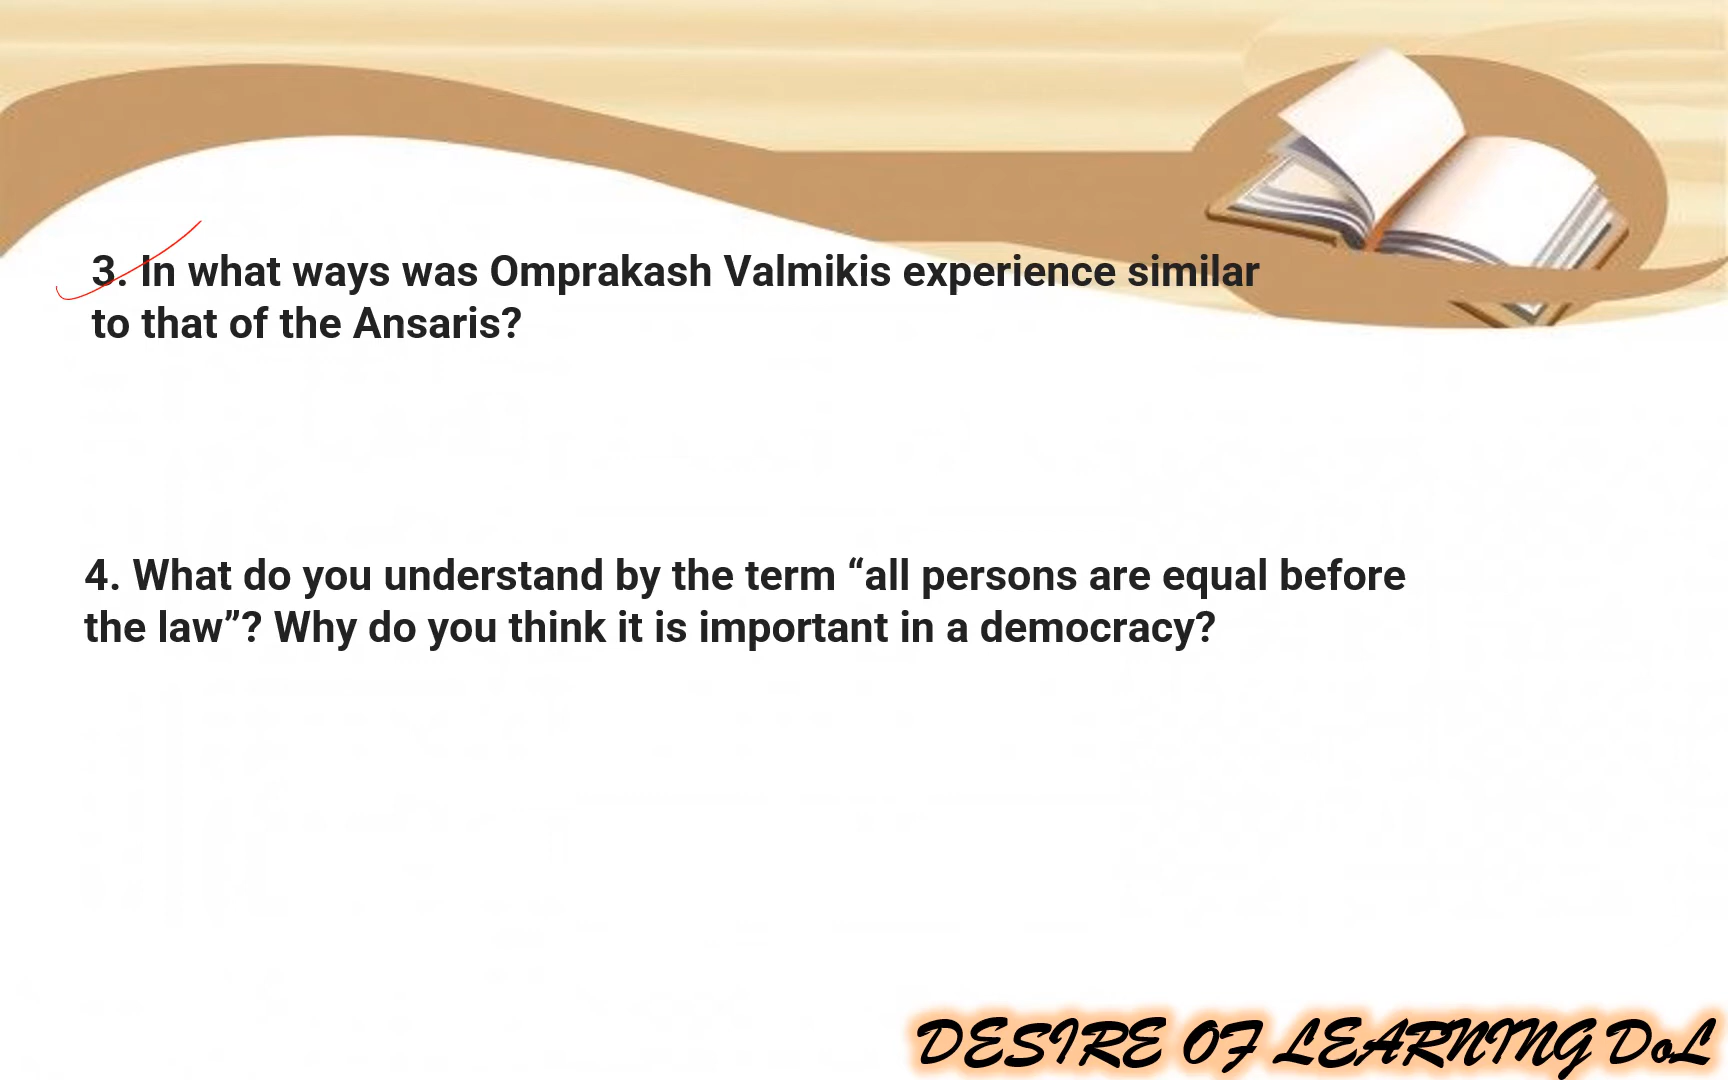 3. In what ways was Omprakash Valmikis experience similar
to that of the Ansaris?
4. What do you understand by the term “all persons are equal before
the law”? Why do you think it is important in a democracy?
DESIRE OF LEARNING DoL